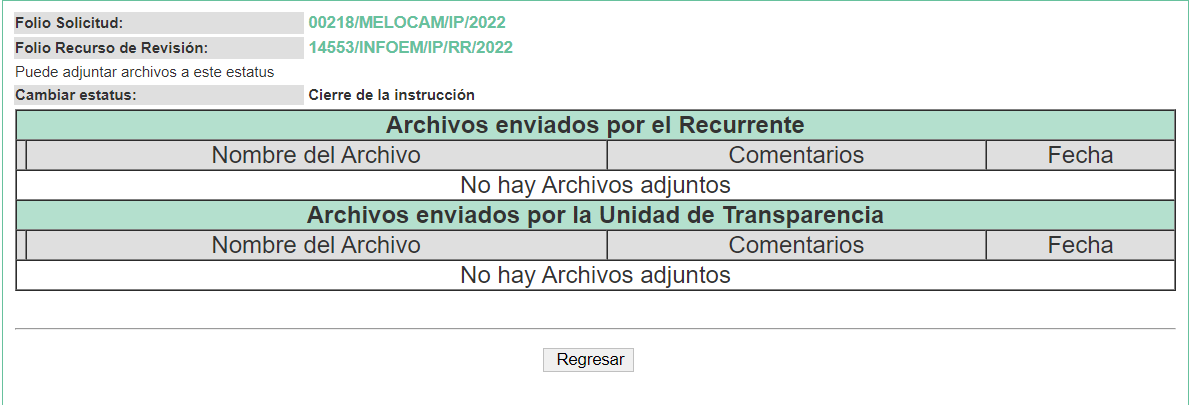 Folio Solicitud: 00218/MELOCAM/IP/2022
Folio Recurso de Revisión: 14553/INFOEM/IP/RR/2022
Puede adjuntar archivos a este estatus
Cambiar estatus: Cierre de la instrucción
Archivos enviados por el Recurrente
Nombre del Archivo Comentarios Fecha
No hay Archivos adjuntos
Archivos enviados por la Unidad de Transparencia
Nombre del Archivo Comentarios Fecha
No hay Archivos adjuntos
Regresar